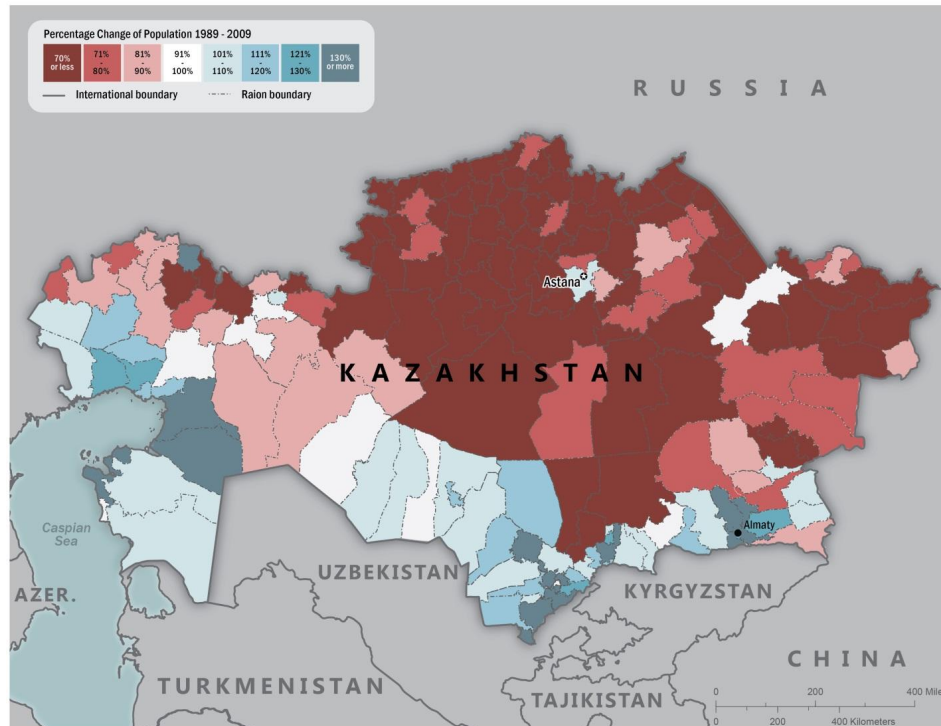 Percentage Change of Population 1989 - 2009
70% or less
71% - 80%
81% - 90%
91% - 100%
101% - 110%
111% - 120%
121% - 130%
130% or more
International boundary
Raion boundary
RUSSIA
Astana
KAZAKHSTAN
Caspian
Sea
Almaty
UZBEKISTAN
KYRGYZSTAN
AZER.
CHINA
TURKMENISTAN
TAJIKISTAN
0 200 400 Mile
0 200 400 Kilometers